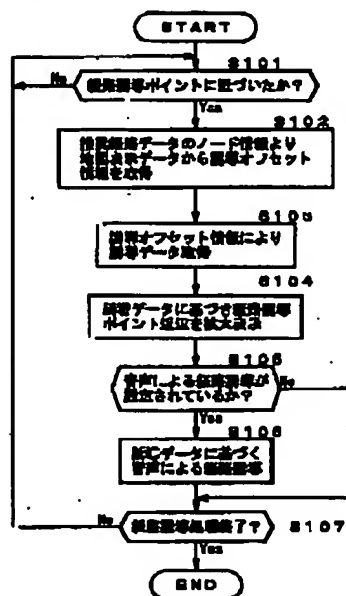 START
S101
経路誘導ポイントに近づいたか?
No
Yes
S102
推奨経路データのノード情報より
地図表示データから誘導オフセット
情報を取得
S103
誘導オフセット情報により
誘導データ取得
S104
誘導データに基づき経路誘導
ポイント近辺を拡大表示
S105
音声による経路誘導が
設定されているか?
No
Yes
S106
誘導データに基づく
音声による経路誘導
No
経路誘導処理終了?
S107
Yes
END